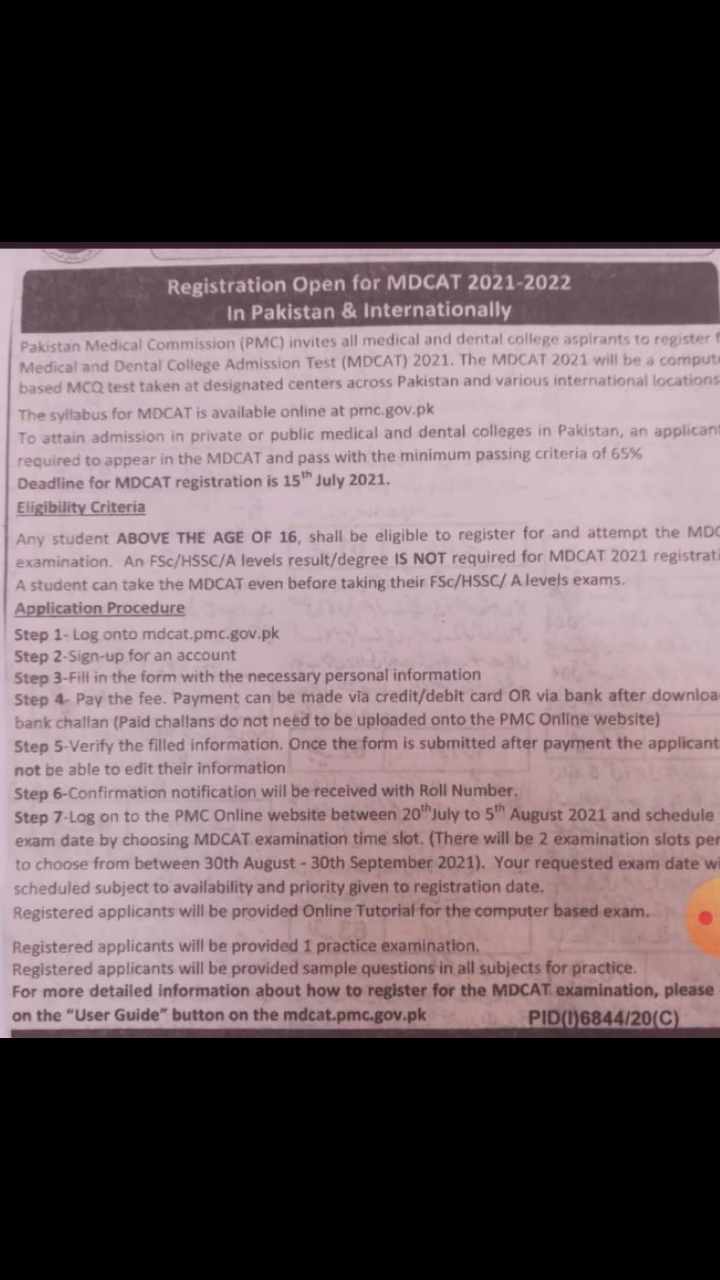 Registration Open for MDCAT 2021-2022
In Pakistan & Internationally
Pakistan Medical Commission (PMC) invites all medical and dental college aspirants to register
Medical and Dental College Admission Test (MDCAT) 2021. The MDCAT 2021 will be a comput
based MCQ test taken at designated centers across Pakistan and various international locations
The syllabus for MDCAT is available online at pmc.gov.pk
To attain admission in private or public medical and dental colleges in Pakistan, an applican
required to appear in the MDCAT and pass with the minimum passing criteria of 65%
Deadline for MDCAT registration is 15th July 2021.
Eligibility Criteria
Any student ABOVE THE AGE OF 16, shall be eligible to register for and attempt the MDC
examination. An FSc/HSSC/A levels result/degree IS NOT required for MDCAT 2021 registrati
A student can take the MDCAT even before taking their FSc/HSSC/ A levels exams.
Application Procedure
Step 1- Log onto mdcat.pmc.gov.pk
Step 2-Sign-up for an account
Step 3-Fill in the form with the necessary personal information
Step 4- Pay the fee. Payment can be made via credit/debit card OR via bank after downloa
bank challan (Paid challans do not need to be uploaded onto the PMC Online website)
Step 5-Verify the filled information. Once the form is submitted after payment the applicant
not be able to edit their information
Step 6-Confirmation notification will be received with Roll Number.
Step 7-Log on to the PMC Online website between 20thJuly to 5th August 2021 and schedule
exam date by choosing MDCAT examination time slot. (There will be 2 examination slots per
to choose from between 30th August - 30th September 2021). Your requested exam date wi
scheduled subject to availability and priority given to registration date.
Registered applicants will be provided Online Tutorial for the computer based exam.
Registered applicants will be provided 1 practice examination.
Registered applicants will be provided sample questions in all subjects for practice.
For more detailed information about how to register for the MDCAT examination, please
on the "User Guide" button on the mdcat.pmc.gov.pk PID(I)6844/20(C)